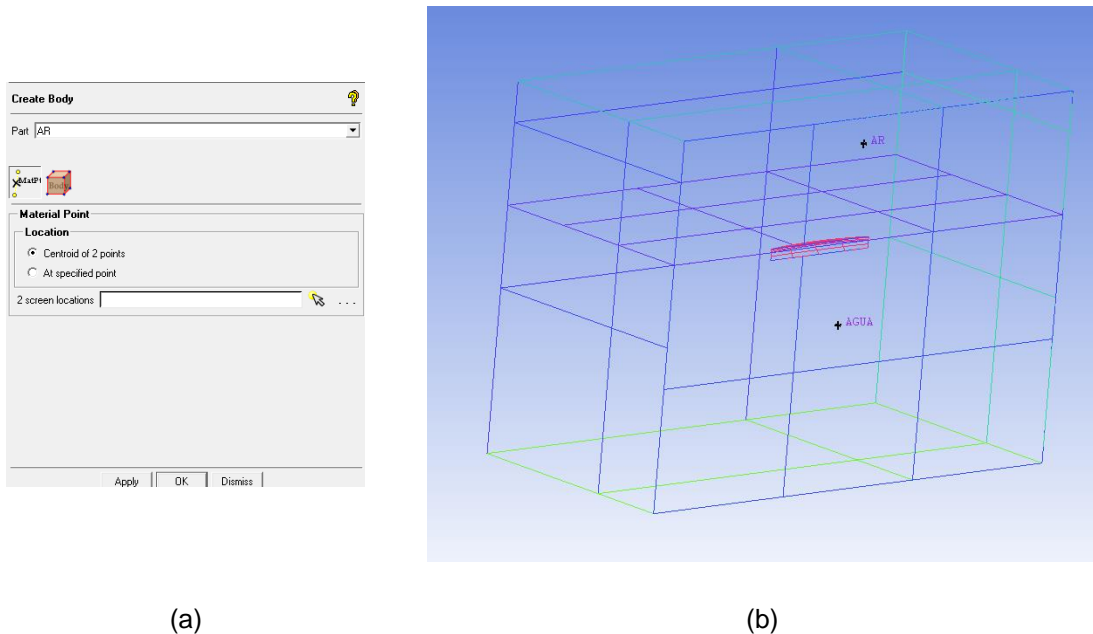 Create Body
Part AR
MatPt
Body
Material Point
Location
Centroid of 2 points
At specified point
2 screen locations ...
Apply OK Dismiss
AR
AGUA
(a) (b)